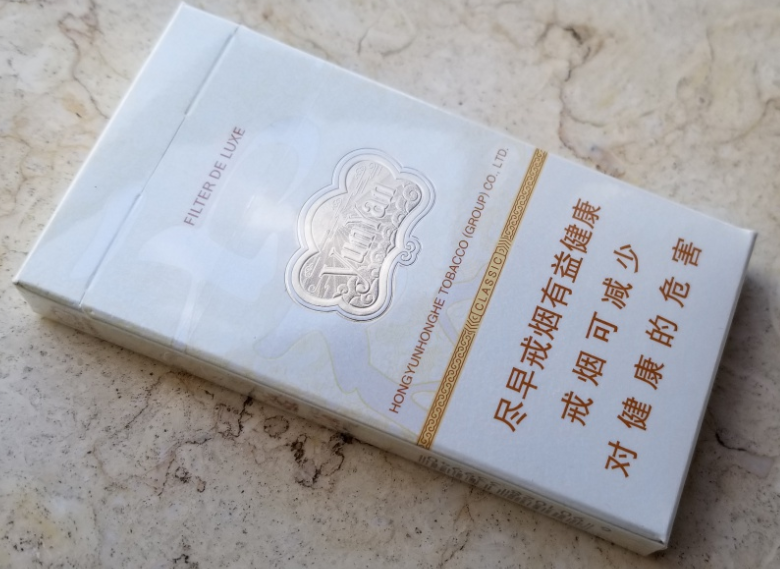 FILTER DE LUXE
YunYan
HONGYUNHONGHE TOBACCO (GROUP) CO., LTD.
CLASSIC
尽早戒烟有益健康
戒烟可减少
对健康的危害